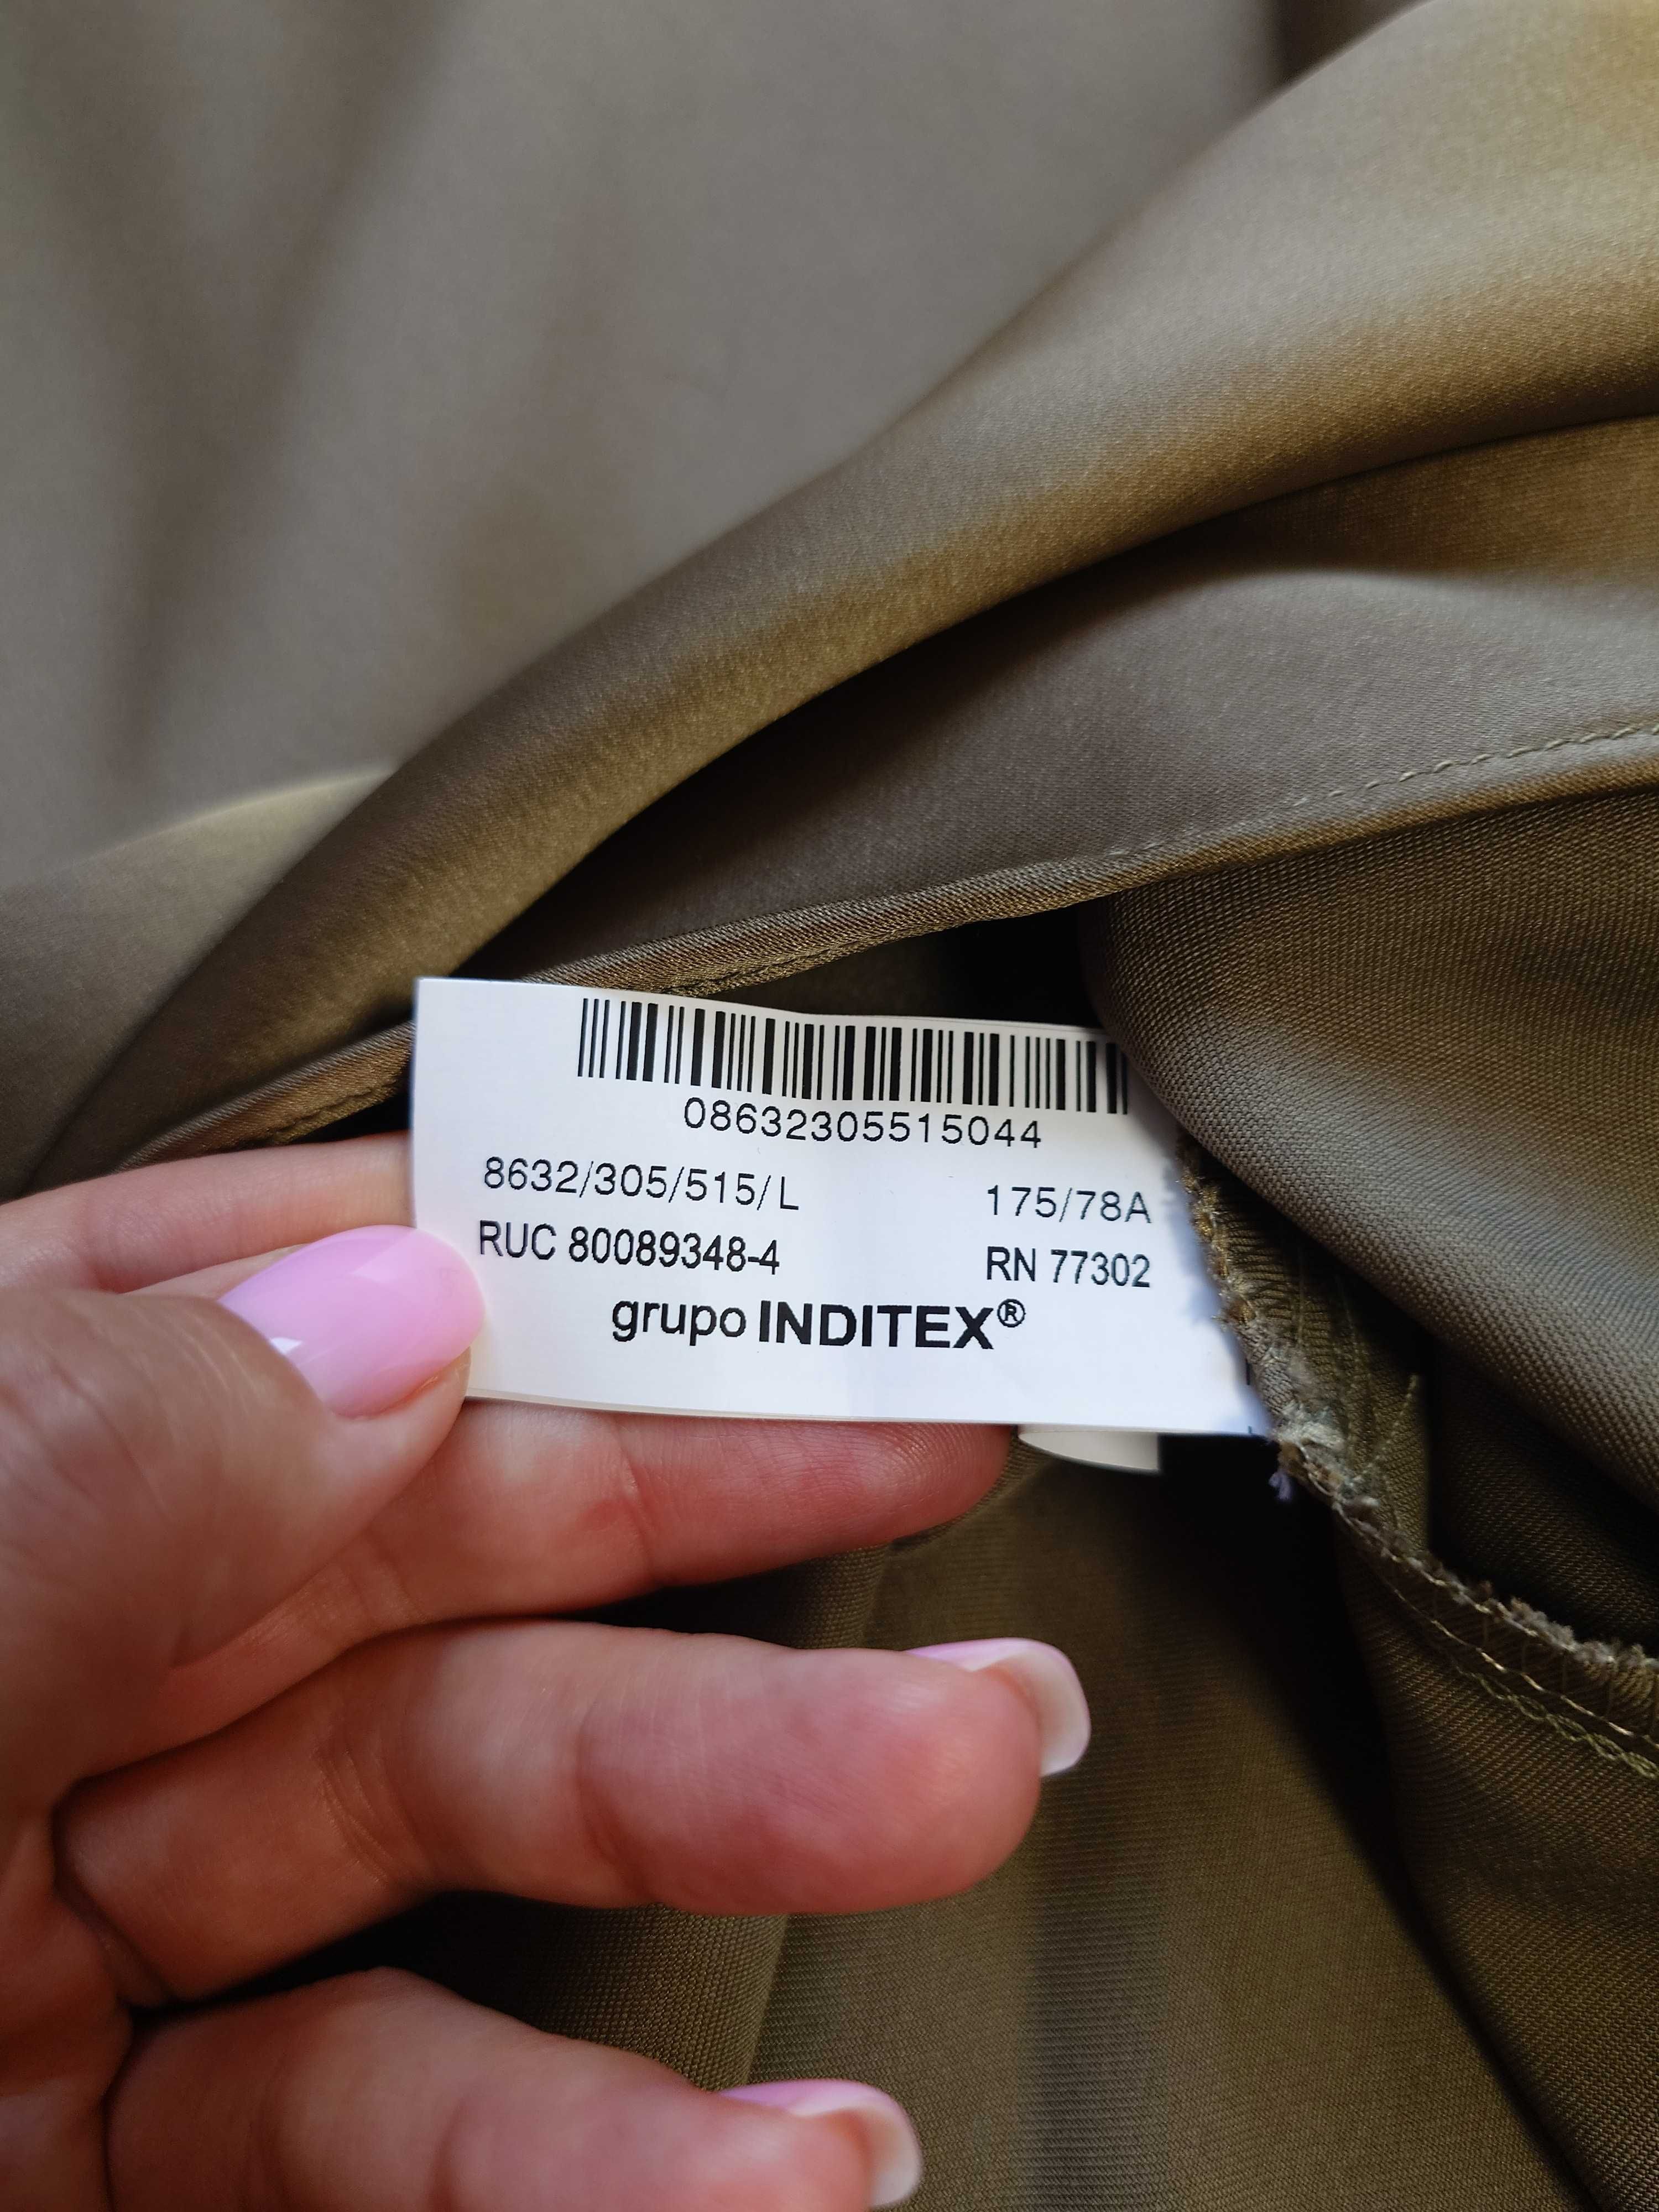 08632305515044
8632/305/515/L 175/78A
RUC 80089348-4 RN 77302
grupo INDITEX®